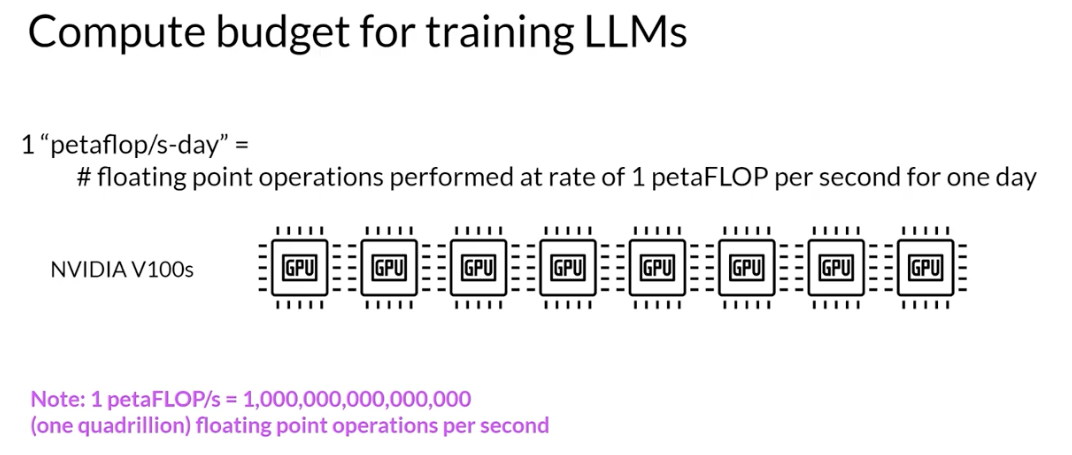 Compute budget for training LLMs
1 “petaflop/s-day” =
# floating point operations performed at rate of 1 petaFLOP per second for one day
NVIDIA V100s
GPU GPU GPU GPU GPU GPU GPU GPU
Note: 1 petaFLOP/s = 1,000,000,000,000,000
(one quadrillion) floating point operations per second